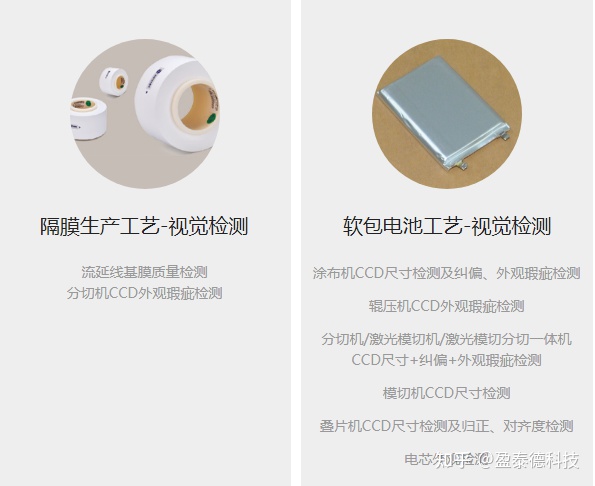 隔膜生产工艺-视觉检测
流延线基膜质量检测
分切机CCD外观瑕疵检测
软包电池工艺-视觉检测
涂布机CCD尺寸检测及纠偏、外观瑕疵检测
辊压机CCD外观瑕疵检测
分切机/激光模切机/激光模切分切一体机
CCD尺寸+纠偏+外观瑕疵检测
模切机CCD尺寸检测
叠片机CCD尺寸检测及归正、对齐度检测
电芯 检测
知乎 @盈泰德科技